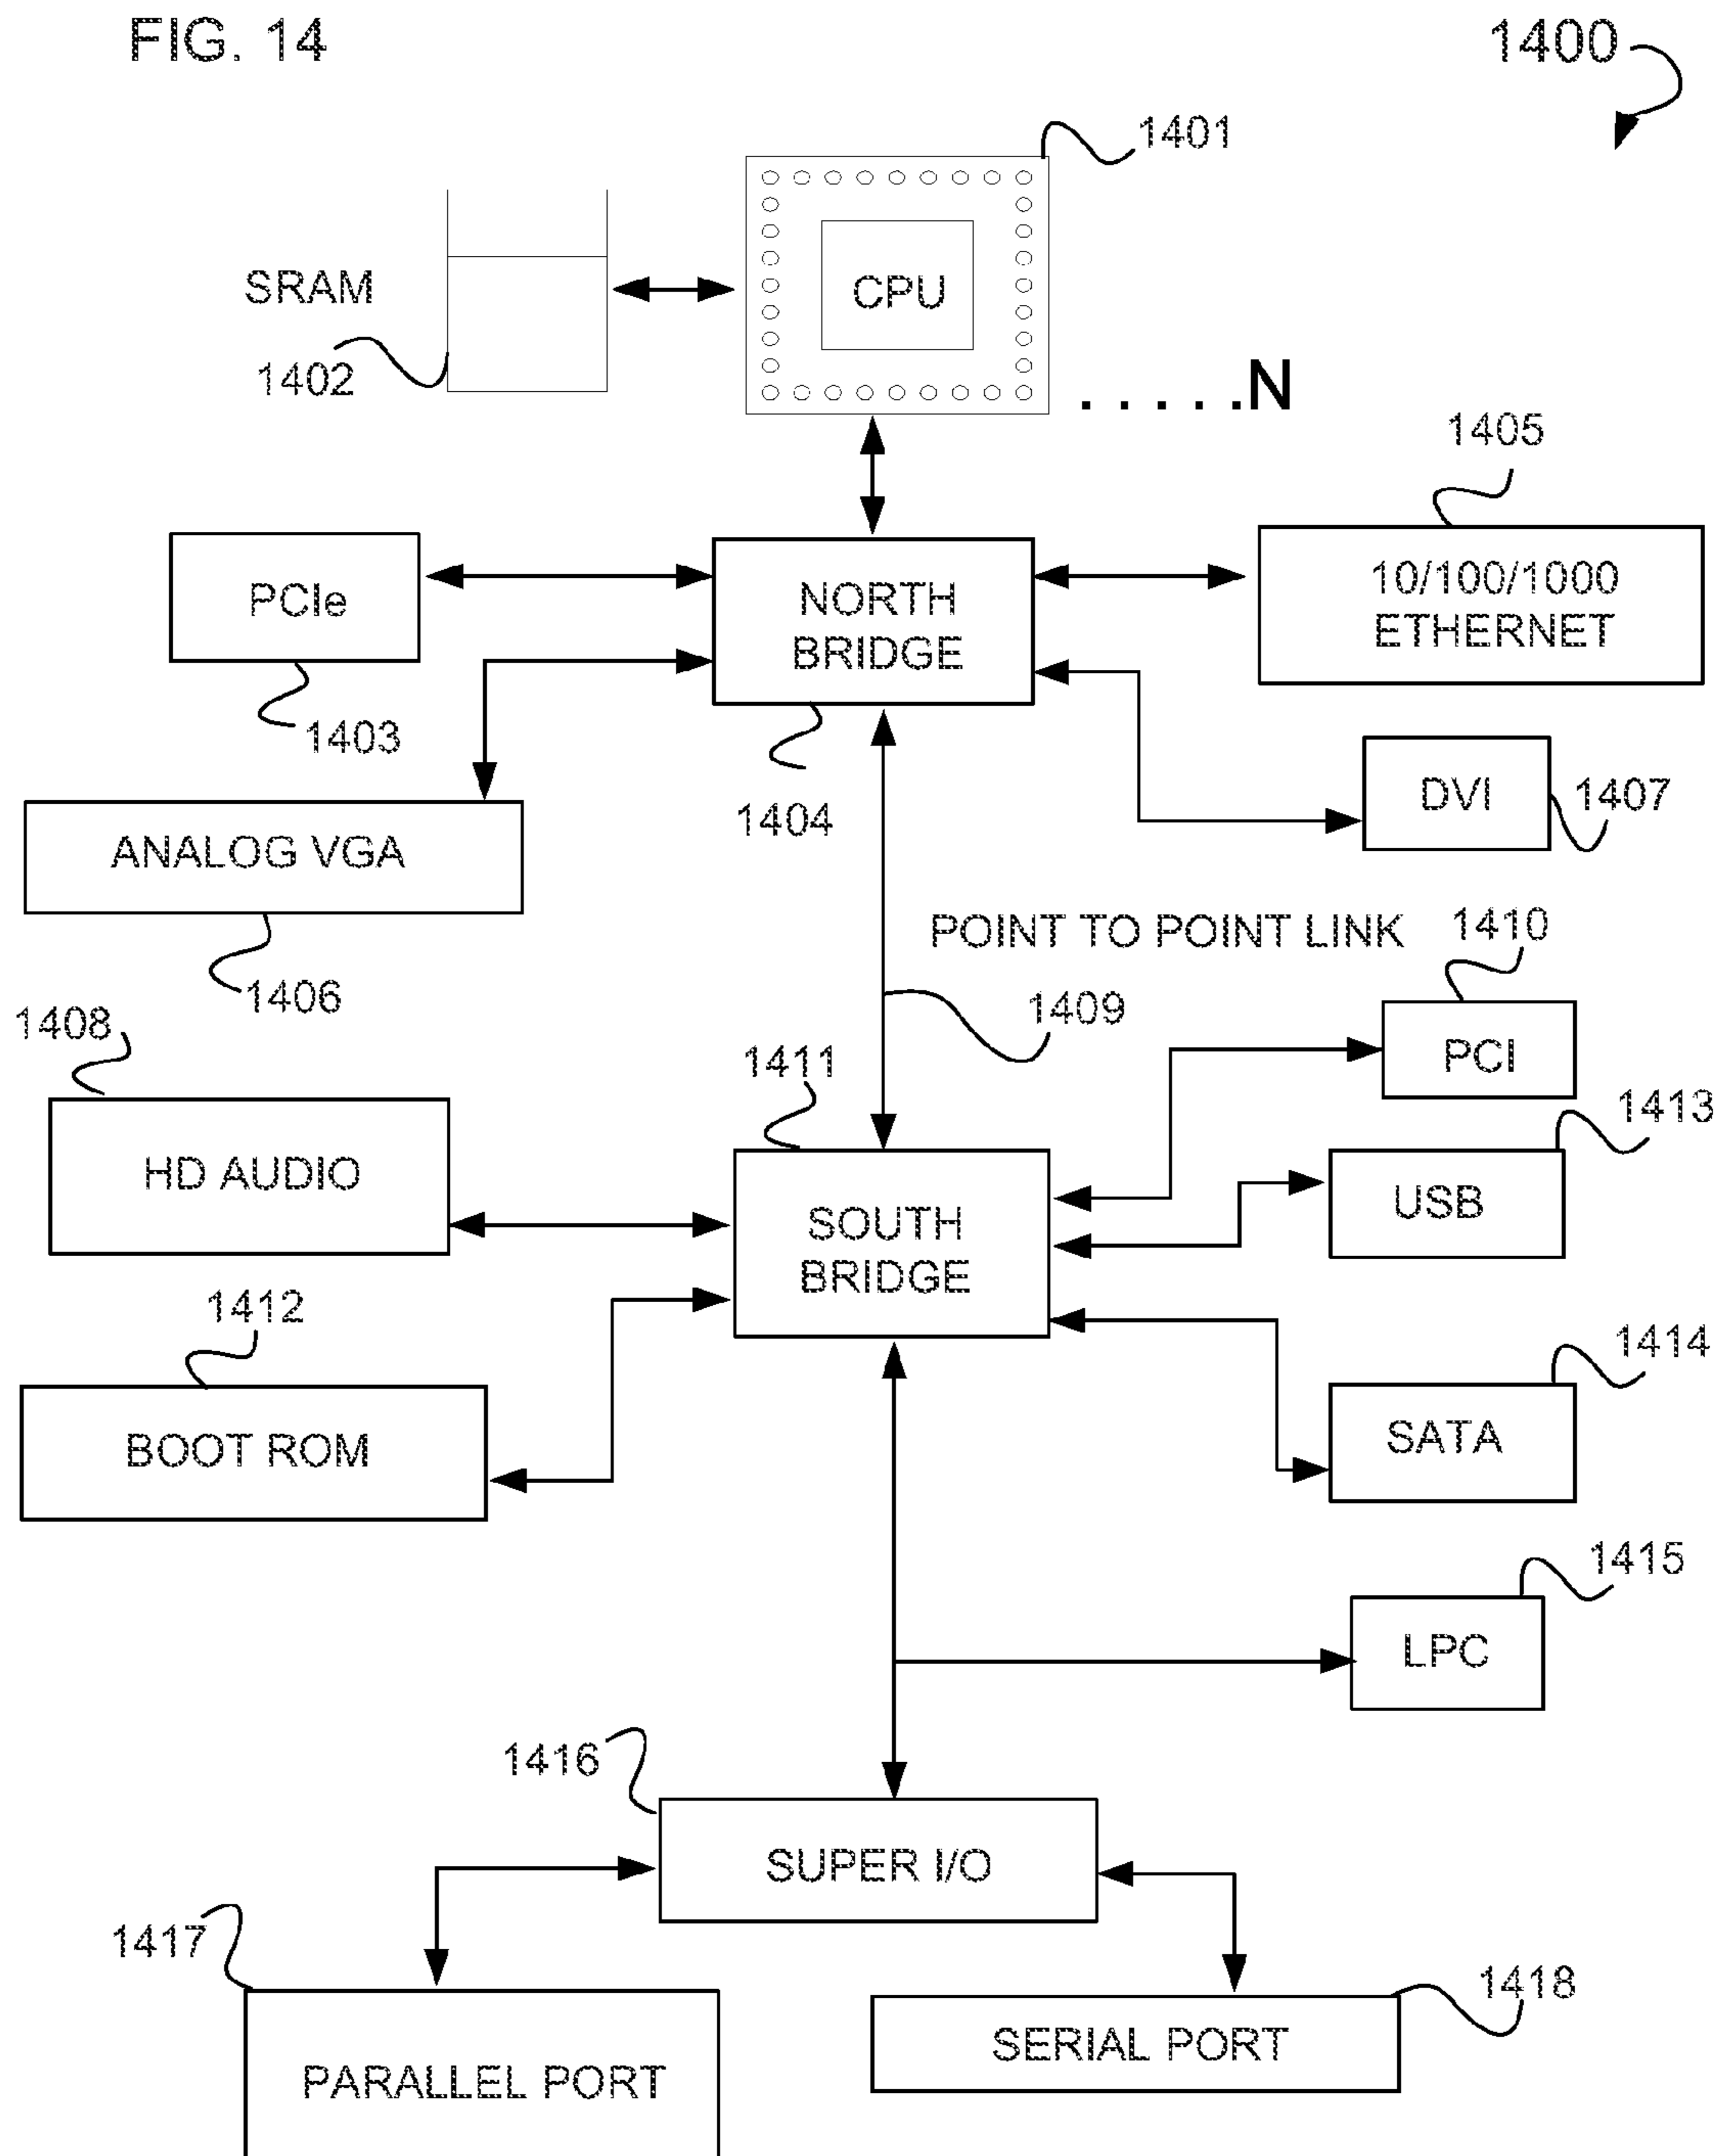 FIG. 14
1400
1401
SRAM
CPU
1402
. . . . .N
1405
PCIe
NORTH
BRIDGE
10/100/1000
ETHERNET
1403
1404
DVI
1407
ANALOG VGA
POINT TO POINT LINK
1410
1406
1409
1408
1411
PCI
1413
HD AUDIO
SOUTH
BRIDGE
USB
1412
1414
BOOT ROM
SATA
1415
LPC
1416
SUPER I/O
1417
1418
PARALLEL PORT
SERIAL PORT